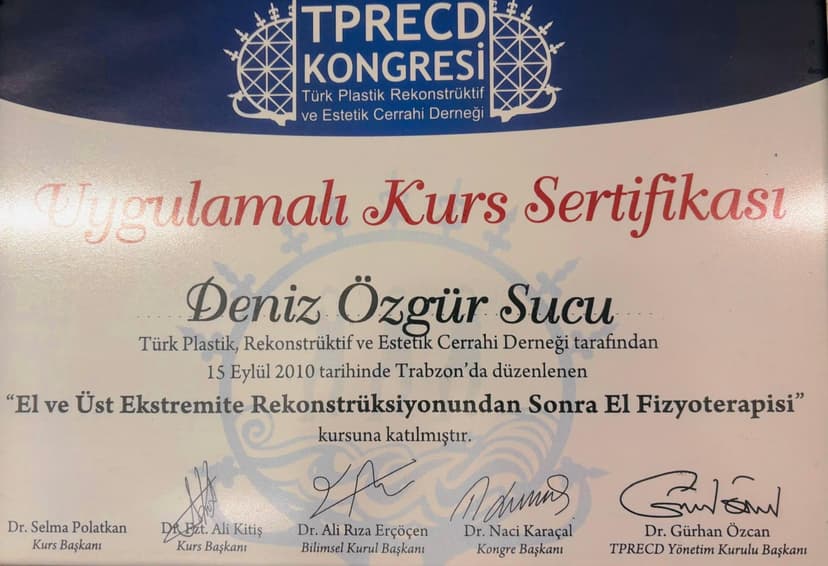 TPRECD
KONGRESİ
Türk Plastik Rekonstrüktif
ve Estetik Cerrahi Derneği
Uygulamalı Kurs Sertifikası
Deniz Özgür Sucu
Türk Plastik, Rekonstrüktif ve Estetik Cerrahi Derneği tarafından
15 Eylül 2010 tarihinde Trabzon’da düzenlenen
“El ve Üst Ekstremite Rekonstrüksiyonundan Sonra El Fizyoterapisi”
kursuna katılmıştır.
Dr. Selma Polatkan Dr. Fzt. Ali Kitiş Dr. Ali Rıza Erçöçen Dr. Naci Karaçal Dr. Gürhan Özcan
Kurs Başkanı Kurs Başkanı Bilimsel Kurul Başkanı Kongre Başkanı TPRECD Yönetim Kurulu Başkanı